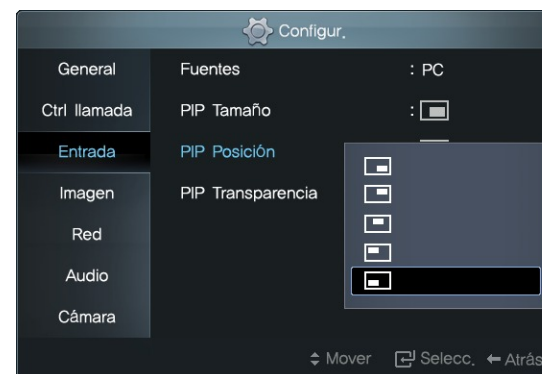 Configur.
General
Fuentes : PC
Ctrl llamada
PIP Tamaño :
Entrada
PIP Posición
Imagen
PIP Transparencia
Red
Audio
Cámara
Mover Selecc. Atrás